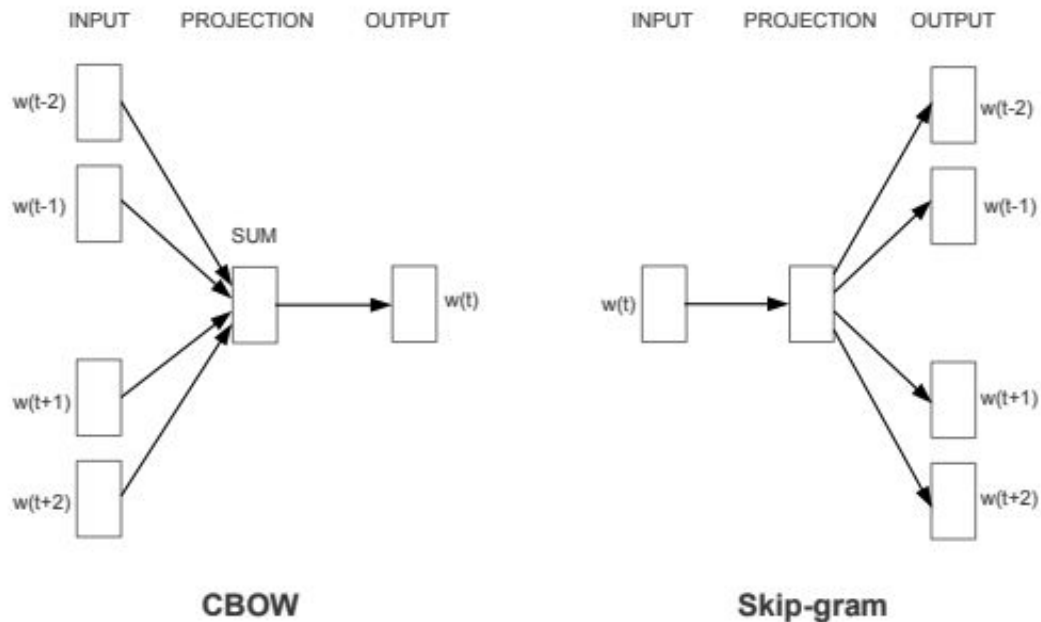 INPUT PROJECTION OUTPUT
w(t-2)
w(t-1)
SUM
w(t)
w(t+1)
w(t+2)
CBOW
INPUT PROJECTION OUTPUT
w(t-2)
w(t-1)
w(t)
w(t+1)
w(t+2)
Skip-gram